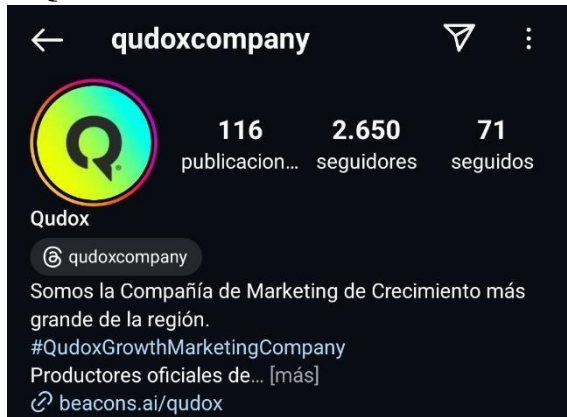 qudoxcompany
116 2.650 71
publicacion... seguidores seguidos
Qudox
qudoxcompany
Somos la Compañía de Marketing de Crecimiento más
grande de la región.
#QudoxGrowthMarketingCompany
Productores oficiales de... [más]
beacons.ai/qudox